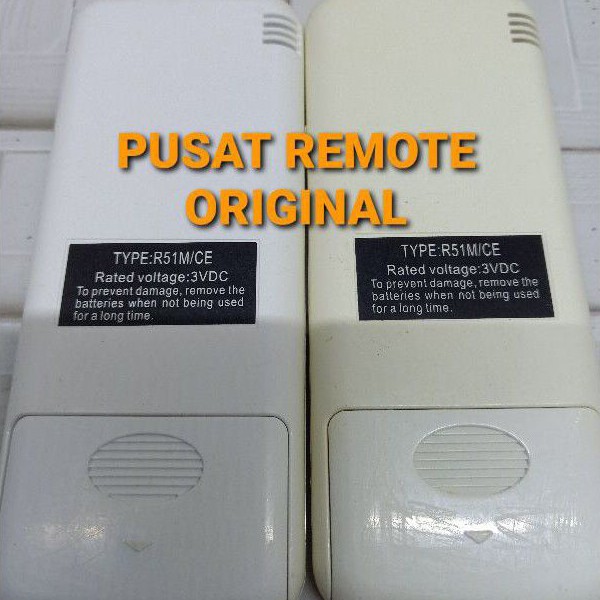 PUSAT REMOTE
ORIGINAL
TYPE:R51M/CE
Rated voltage:3VDC
To prevent damage, remove the
batteries when not being used
for a long time.
TYPE:R51M/CE
Rated voltage:3VDC
To prevent damage, remove the
batteries when not being used
for a long time.